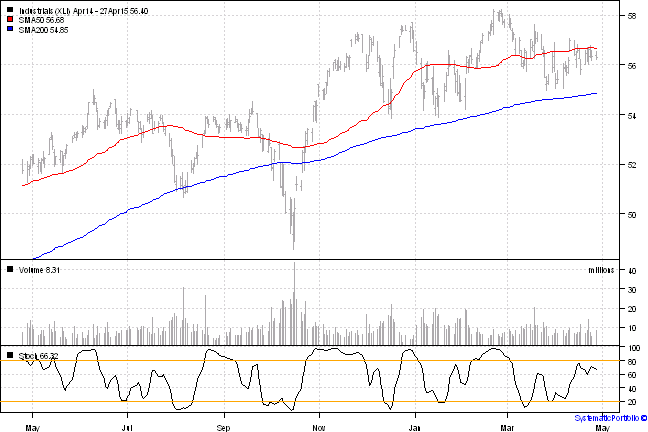 Industrials (XLI) Apr14 - 27Apr15 56.40
SMA50 56.68
SMA200 54.85
58
56
54
52
50
Volume 8.31
millions
40
30
20
10
Stoch 66.32
100
80
60
40
20
May
Jul
Sep
Nov
Jan
Mar
May
SystematicPortfolio ©